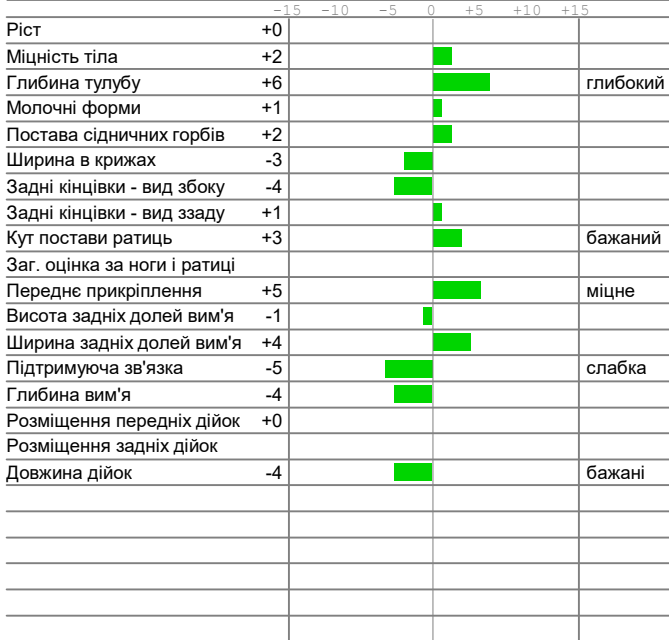 -15 -10 -5 0 +5 +10 +15
Ріст +0
Міцність тіла +2
Глибина тулубу +6 глибокий
Молочні форми +1
Постава сідничних горбів +2
Ширина в крижах -3
Задні кінцівки - вид збоку -4
Задні кінцівки - вид ззаду +1
Кут постави ратиць +3 бажаний
Заг. оцінка за ноги і ратиці
Переднє прикріплення +5 міцне
Висота задніх долей вим'я -1
Ширина задніх долей вим'я +4
Підтримуюча зв'язка -5 слабка
Глибина вим'я -4
Розміщення передніх дійок +0
Розміщення задніх дійок
Довжина дійок -4 бажані